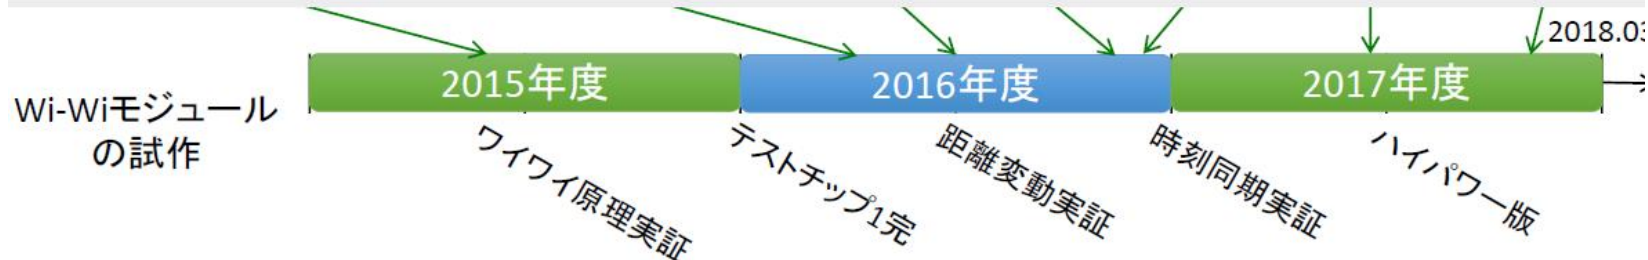 2018.03
2015年度
2016年度
2017年度
Wi-Wiモジュール
の試作
ワイワイ原理実証
テストチップ1完
距離変動実証
時刻同期実証
ハイパワー版